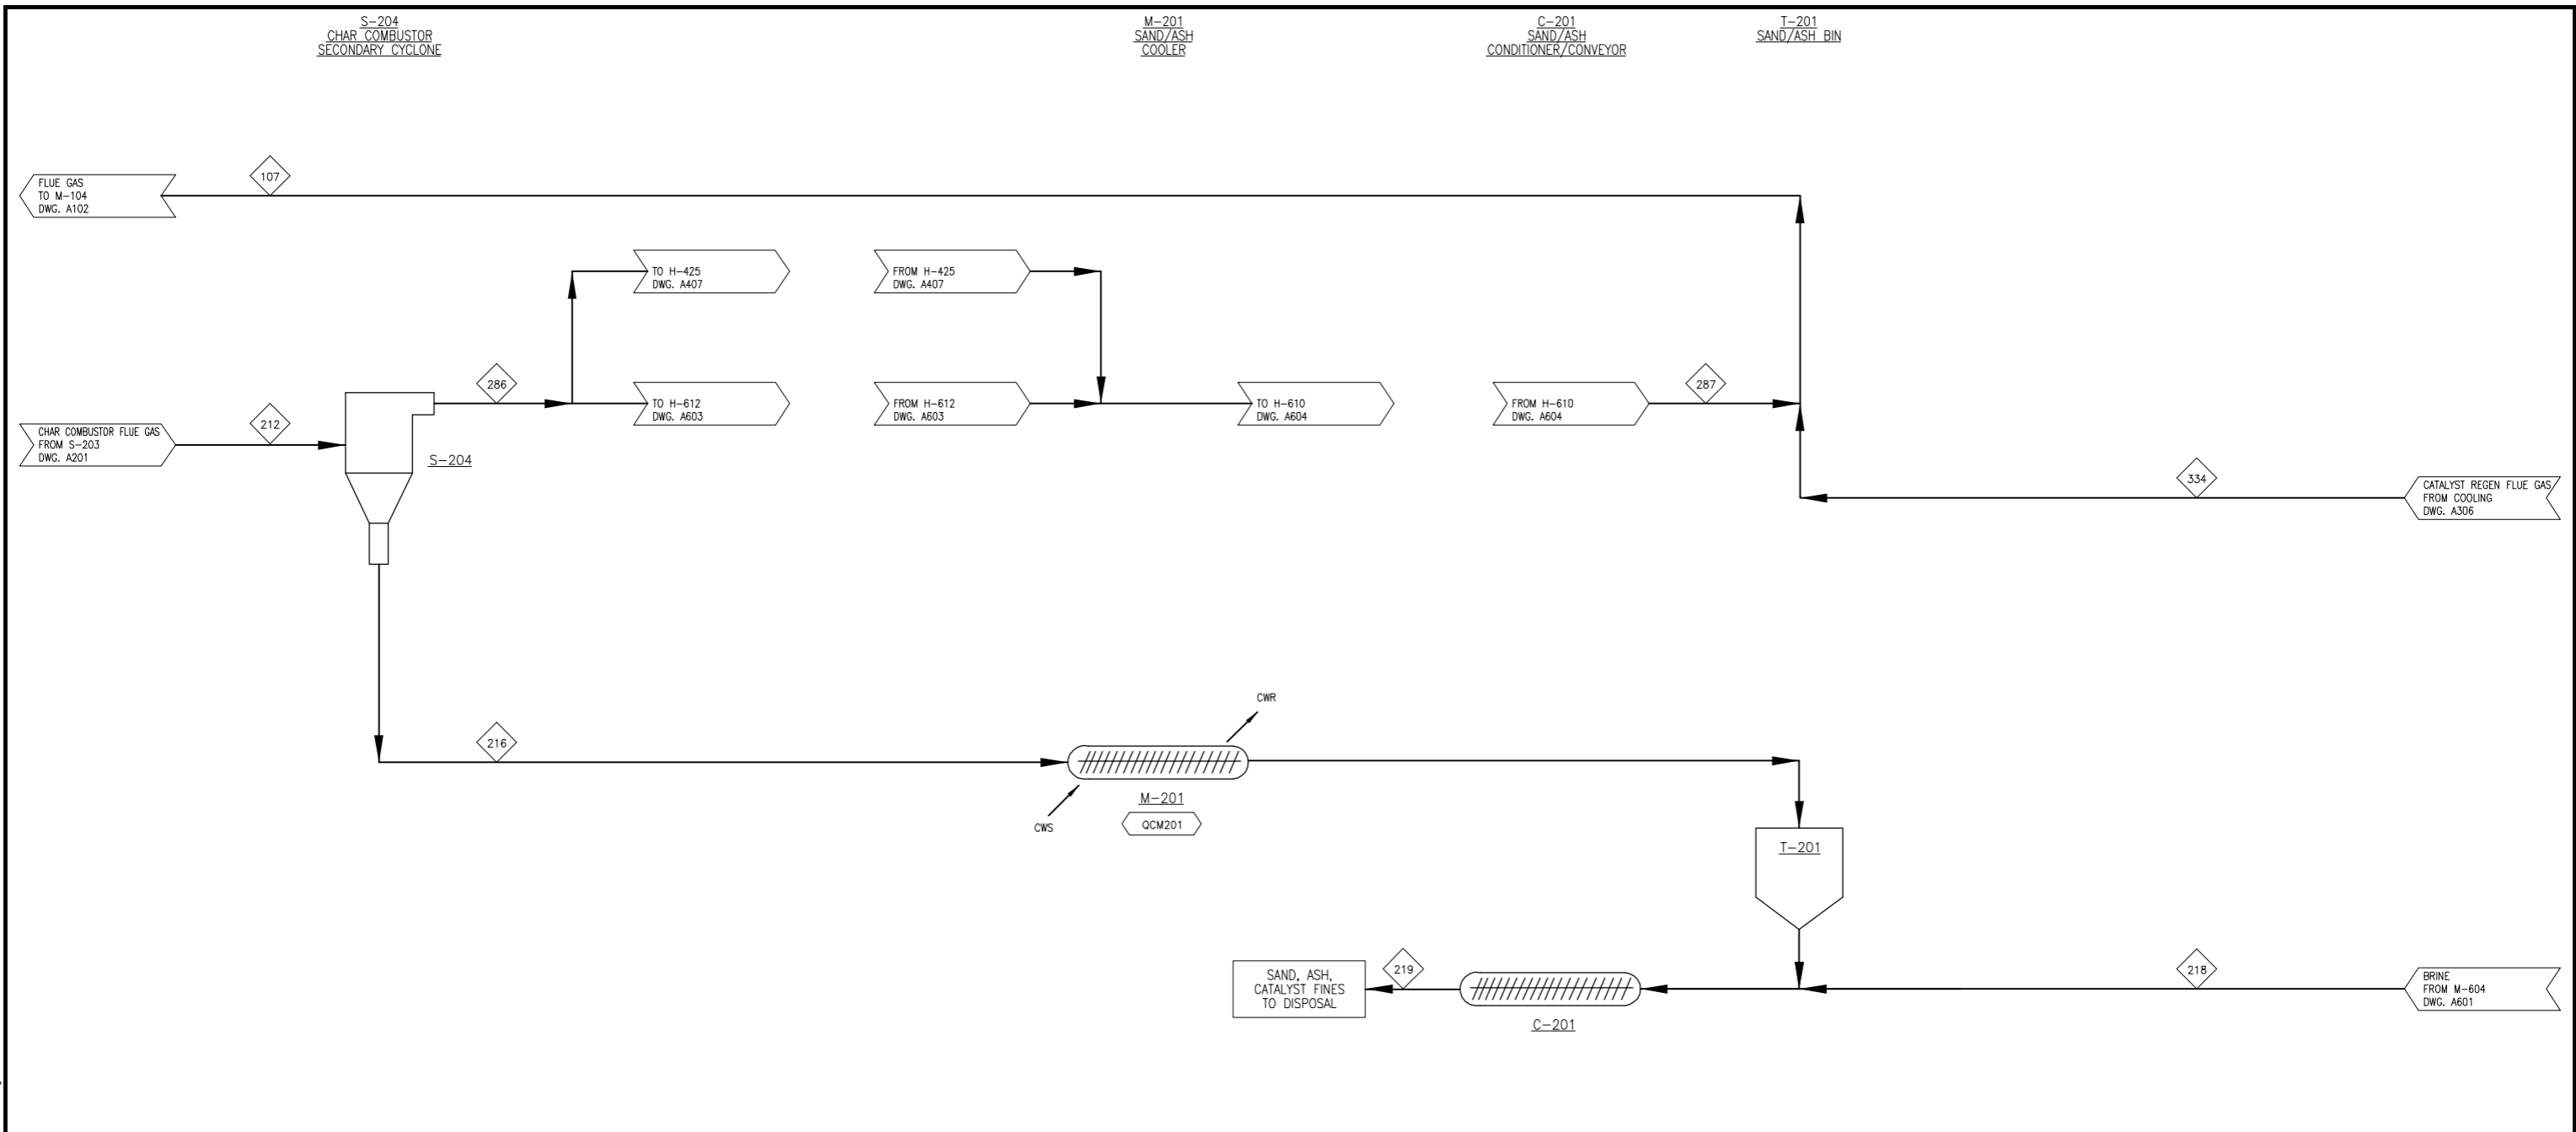 S-204
CHAR COMBUSTOR
SECONDARY CYCLONE
M-201
SAND/ASH
COOLER
C-201
SAND/ASH
CONDITIONER/CONVEYOR
T-201
SAND/ASH BIN
FLUE GAS
TO M-104
DWG. A102
107
TO H-425
DWG. A407
FROM H-425
DWG. A407
286
TO H-612
DWG. A603
FROM H-612
DWG. A603
TO H-610
DWG. A604
FROM H-610
DWG. A604
287
CHAR COMBUSTOR FLUE GAS
FROM S-203
DWG. A201
212
S-204
334
CATALYST REGEN FLUE GAS
FROM COOLING
DWG. A306
216
CWR
M-201
QCM201
CWS
T-201
SAND, ASH,
CATALYST FINES
TO DISPOSAL
219
C-201
218
BRINE
FROM M-604
DWG. A601